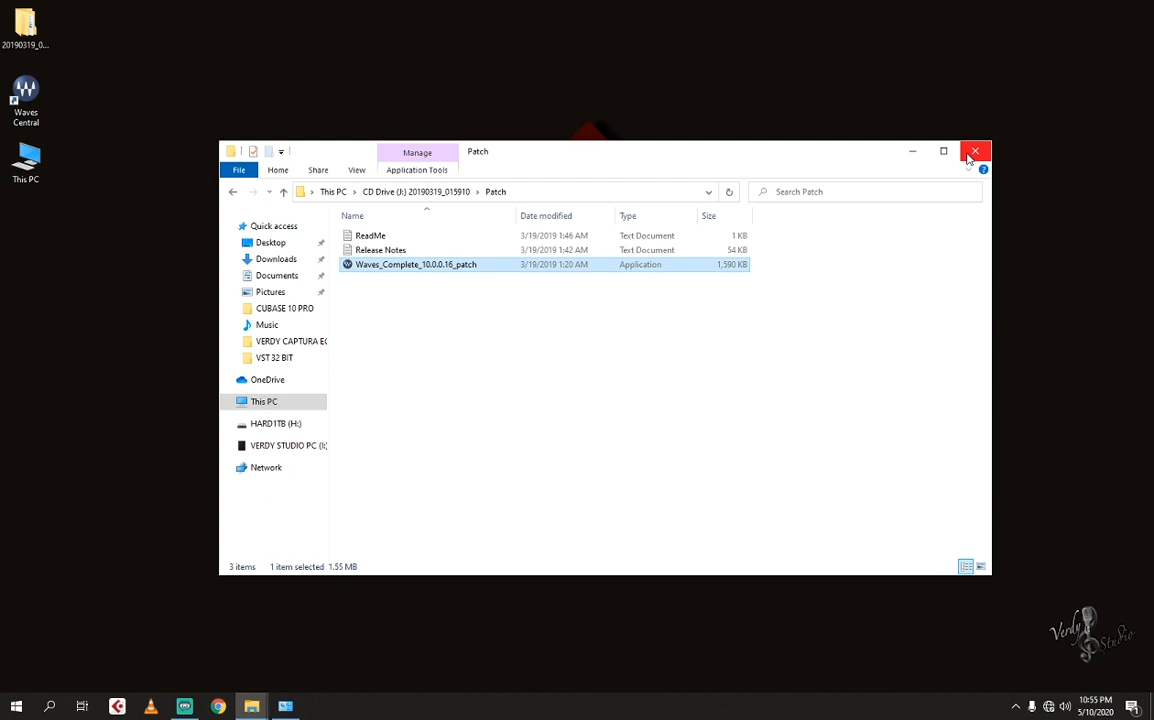 20190319_0...
Waves
Central
This PC
Manage
Patch
File
Home
Share
View
Application Tools
This PC
CD Drive (J:) 20190319_015910
Patch
Search Patch
Name
Date modified
Type
Size
ReadMe
3/19/2019 1:46 AM
Text Document
1 KB
Release Notes
3/19/2019 1:42 AM
Text Document
54 KB
Waves_Complete_10.0.0.16_patch
3/19/2019 1:20 AM
Application
1,590 KB
Quick access
Desktop
Downloads
Documents
Pictures
CUBASE 10 PRO
Music
VERDY CAPTURA EC
VST 32 BIT
OneDrive
This PC
HARD1TB (H:)
VERDY STUDIO PC (I:)
Network
3 items
1 item selected 1.55 MB
Verdy Studio
10:55 PM
5/10/2020